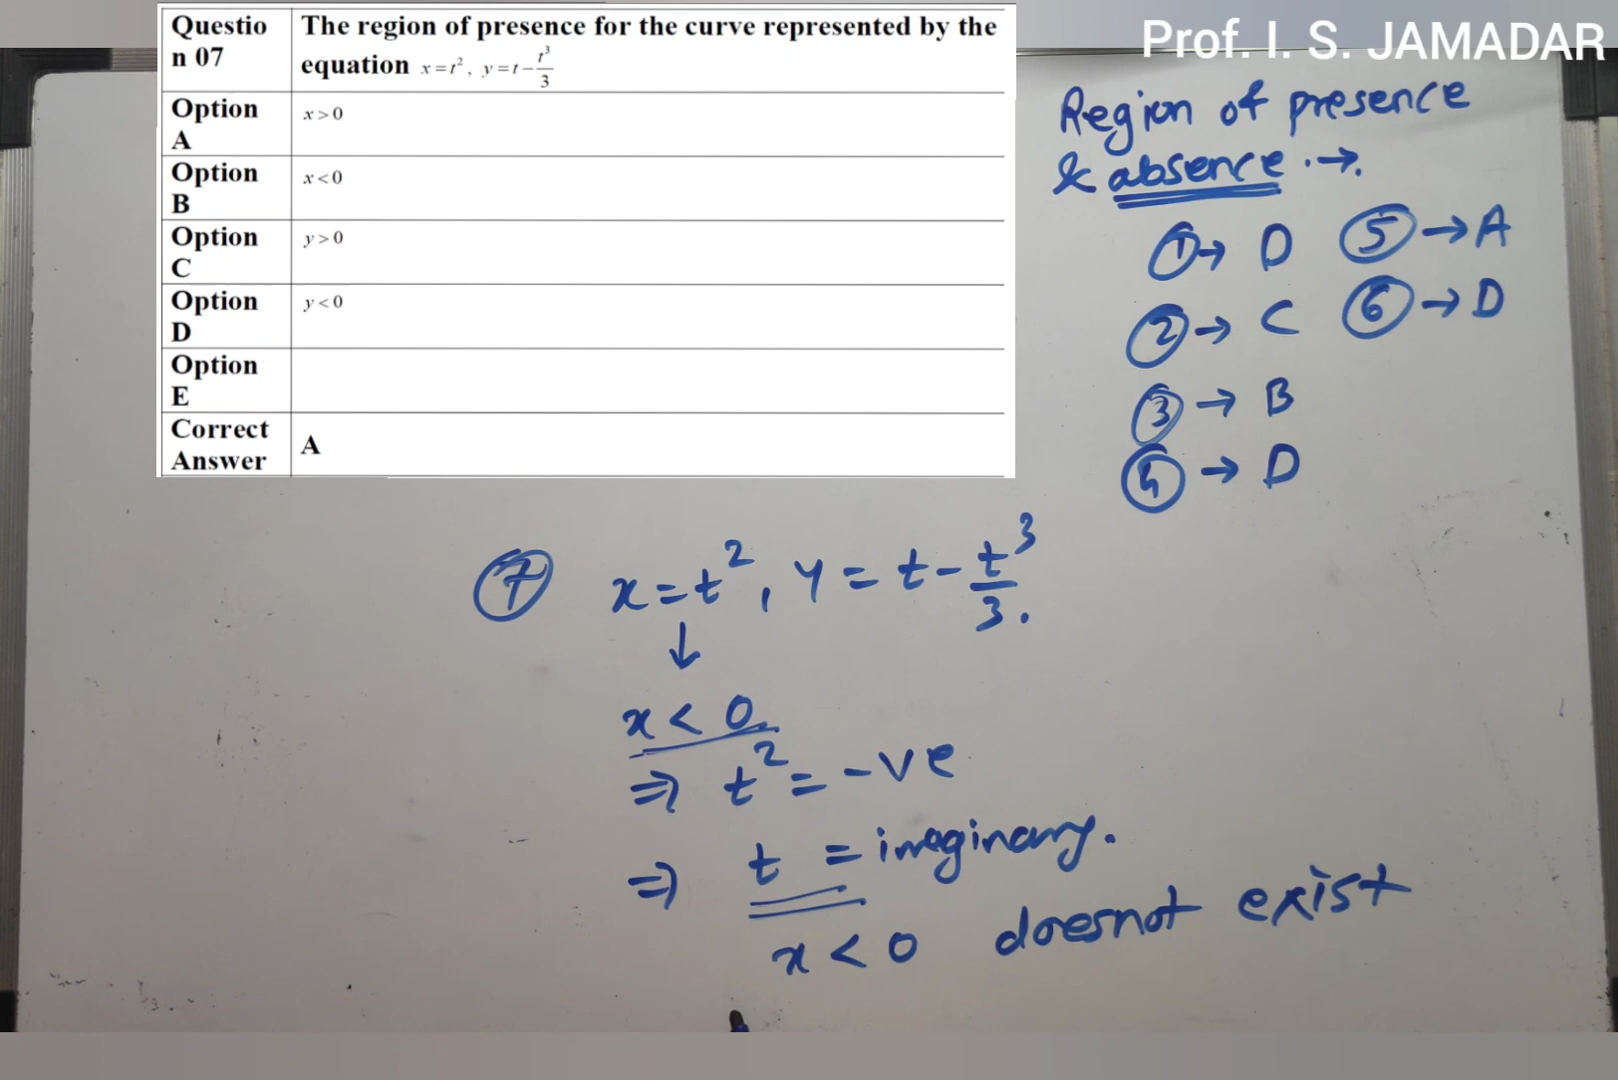 Prof. I. S. JAMADAR
Questio
n 07
The region of presence for the curve represented by the
equation x=t², y=t−t³/3
Option
A
x>0
Option
B
x<0
Option
C
y>0
Option
D
y<0
Option
E
Correct
Answer
A
Region of presence
& absence .→.
① → D
⑤ → A
② → C
⑥ → D
③ → B
④ → D
⑦ x=t², y=t−t³/3.
↓
x<0.
⇒ t²=−ve
⇒ t = imaginary.
x<0 doesnot exist